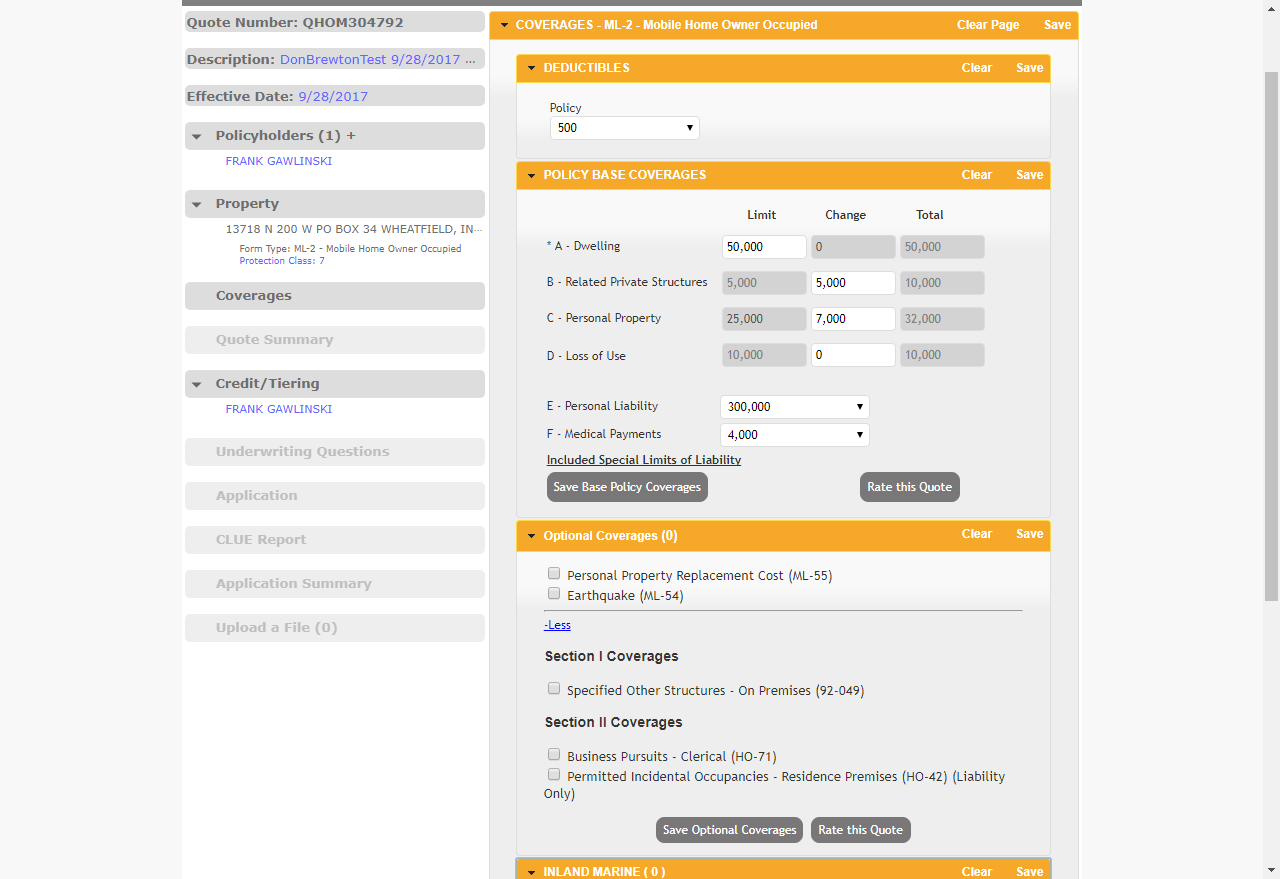 Quote Number: QHOM304792
Description: DonBrewtonTest 9/28/2017 ...
Effective Date: 9/28/2017
Policyholders (1) +
FRANK GAWLINSKI
Property
13718 N 200 W PO BOX 34 WHEATFIELD, IN...
Form Type: ML-2 - Mobile Home Owner Occupied
Protection Class: 7
Coverages
Quote Summary
Credit/Tiering
FRANK GAWLINSKI
Underwriting Questions
Application
CLUE Report
Application Summary
Upload a File (0)
COVERAGES - ML-2 - Mobile Home Owner Occupied Clear Page Save
DEDUCTIBLES Clear Save
Policy
500
POLICY BASE COVERAGES Clear Save
Limit Change Total
* A - Dwelling 50,000 0 50,000
B - Related Private Structures 5,000 5,000 10,000
C - Personal Property 25,000 7,000 32,000
D - Loss of Use 10,000 0 10,000
E - Personal Liability 300,000
F - Medical Payments 4,000
Included Special Limits of Liability
Save Base Policy Coverages Rate this Quote
Optional Coverages (0) Clear Save
Personal Property Replacement Cost (ML-55)
Earthquake (ML-54)
-Less
Section I Coverages
Specified Other Structures - On Premises (92-049)
Section II Coverages
Business Pursuits - Clerical (HO-71)
Permitted Incidental Occupancies - Residence Premises (HO-42) (Liability
Only)
Save Optional Coverages Rate this Quote
INLAND MARINE ( 0 ) Clear Save